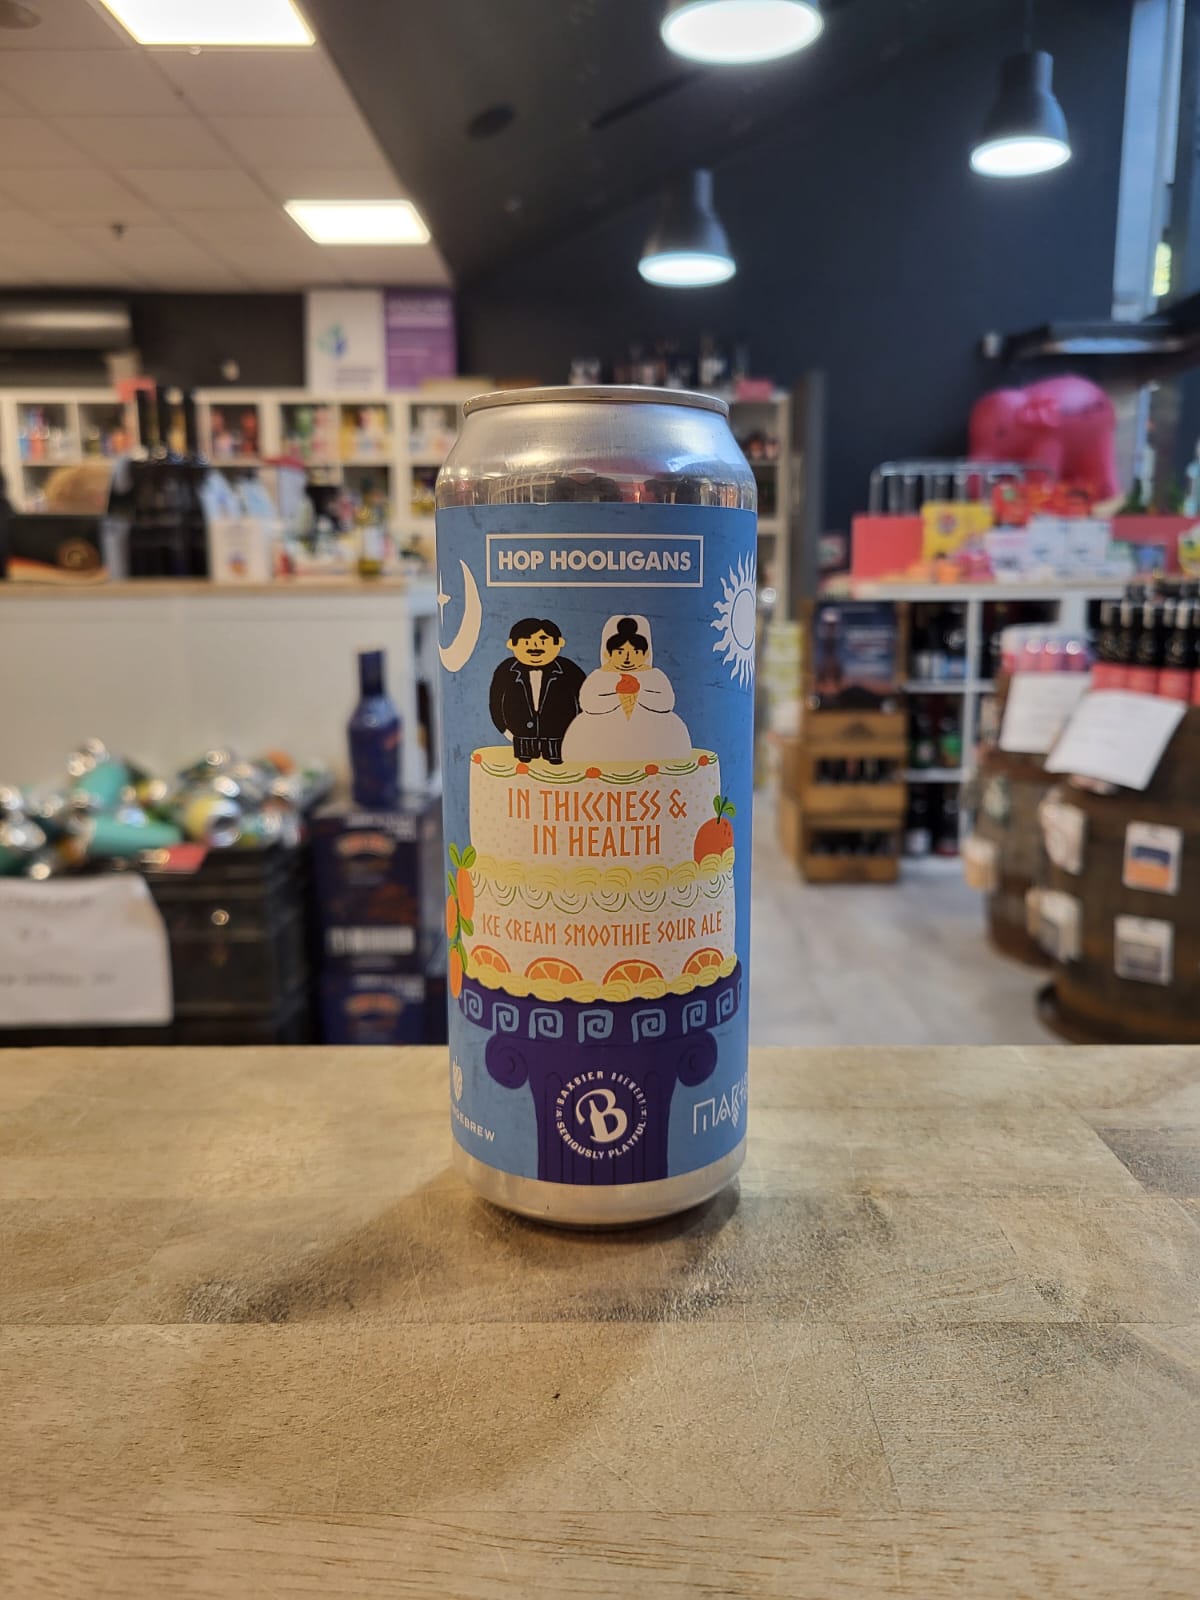 HOP HOOLIGANS
IN THICCNESS &
IN HEALTH
ICE CREAM SMOOTHIE SOUR ALE
BAXBIER BREWERY
B
SERIOUSLY PLAYFUL